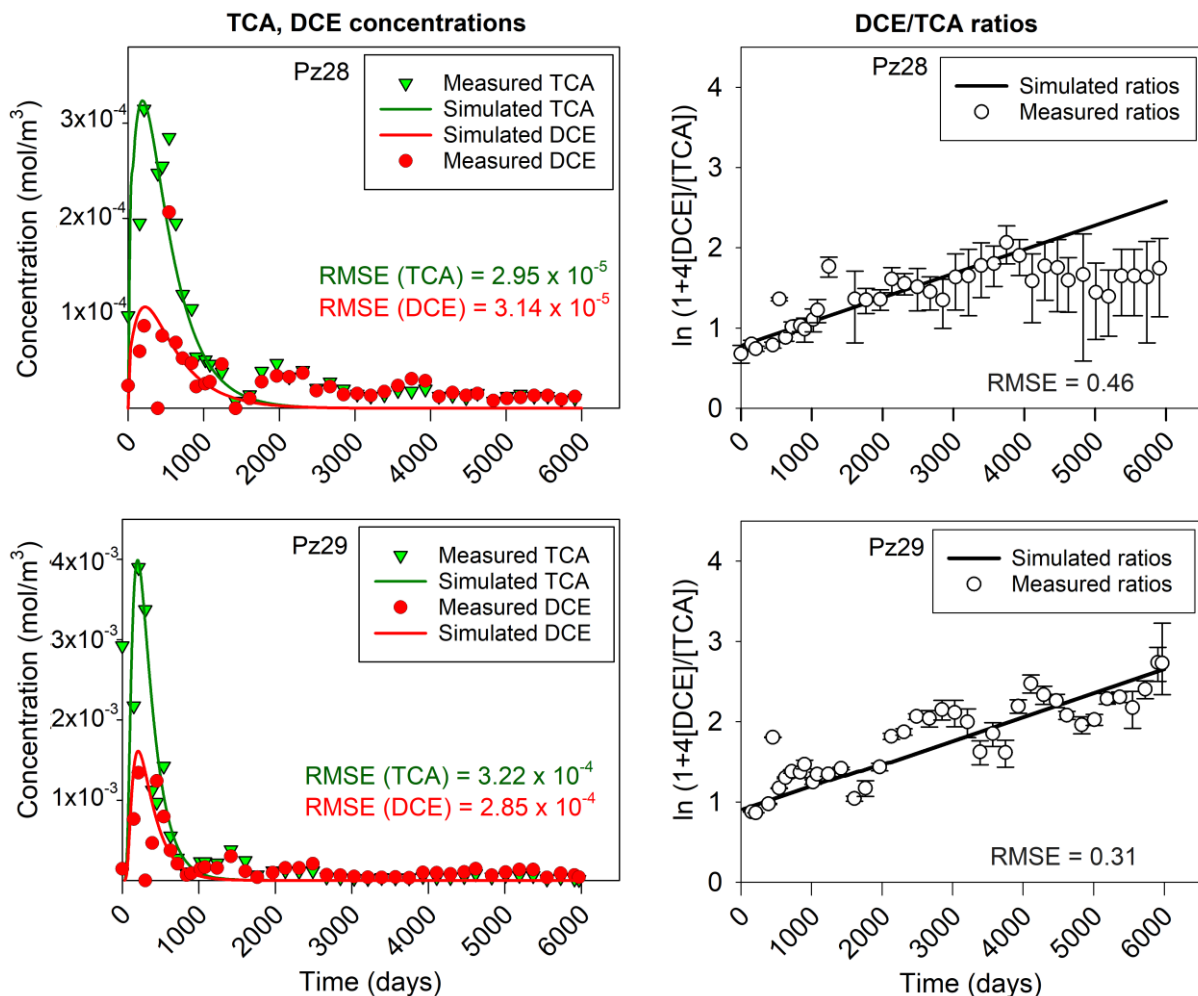 TCA, DCE concentrations
DCE/TCA ratios
Pz28
Measured TCA
Simulated TCA
Simulated DCE
Measured DCE
RMSE (TCA) = 2.95 x 10⁻⁵
RMSE (DCE) = 3.14 x 10⁻⁵
Concentration (mol/m³)
3x10⁻⁴
2x10⁻⁴
1x10⁻⁴
0 1000 2000 3000 4000 5000 6000
Pz28
Simulated ratios
Measured ratios
RMSE = 0.46
ln (1+4[DCE]/[TCA])
4
3
2
1
0
0 1000 2000 3000 4000 5000 6000
Pz29
Measured TCA
Simulated TCA
Measured DCE
Simulated DCE
RMSE (TCA) = 3.22 x 10⁻⁴
RMSE (DCE) = 2.85 x 10⁻⁴
Concentration (mol/m³)
4x10⁻³
3x10⁻³
2x10⁻³
1x10⁻³
0 1000 2000 3000 4000 5000 6000
Time (days)
Pz29
Simulated ratios
Measured ratios
RMSE = 0.31
ln (1+4[DCE]/[TCA])
4
3
2
1
0
0 1000 2000 3000 4000 5000 6000
Time (days)